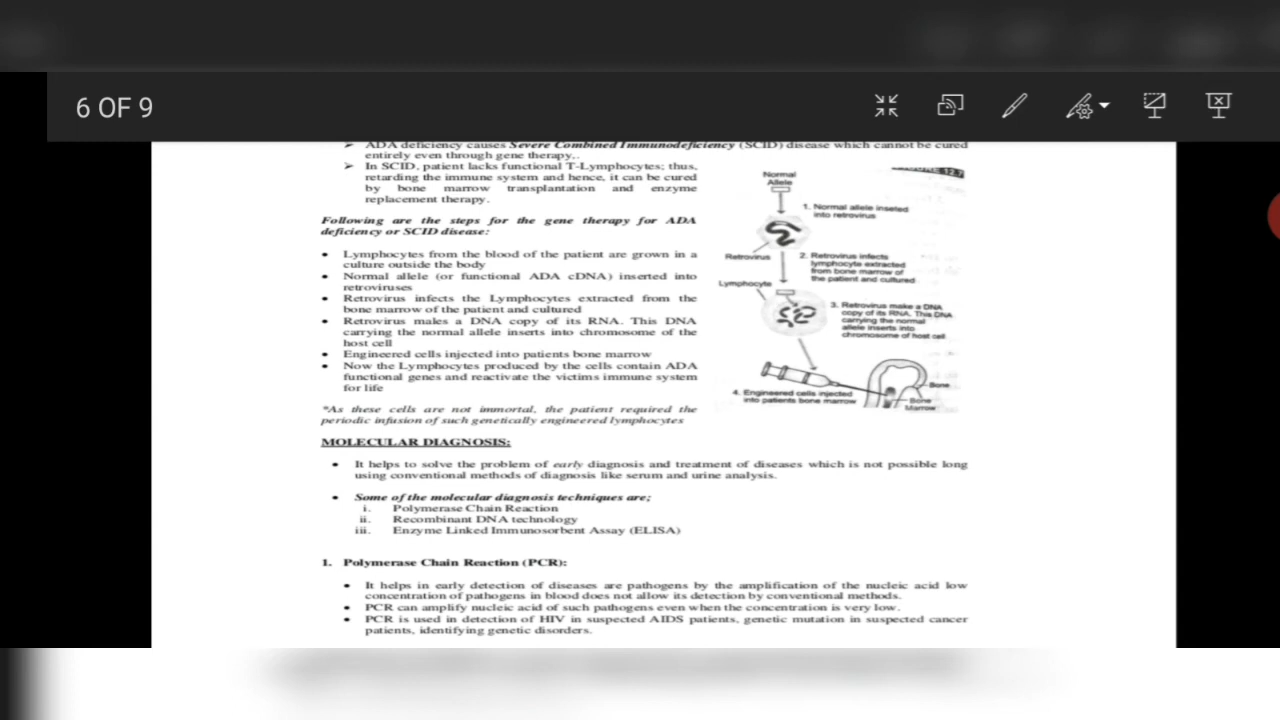 6 OF 9
➢ ADA deficiency causes Severe Combined Immunodeficiency (SCID) disease which cannot be cured
entirely even through gene therapy,.
➢ In SCID, patient lacks functional T-Lymphocytes; thus,
retarding the immune system and hence, it can be cured
by bone marrow transplantation and enzyme
replacement therapy.
Following are the steps for the gene therapy for ADA
deficiency or SCID disease:
• Lymphocytes from the blood of the patient are grown in a
culture outside the body
• Normal allele (or functional ADA cDNA) inserted into
retroviruses
• Retrovirus infects the Lymphocytes extracted from the
bone marrow of the patient and cultured
• Retrovirus males a DNA copy of its RNA. This DNA
carrying the normal allele inserts into chromosome of the
host cell
• Engineered cells injected into patients bone marrow
• Now the Lymphocytes produced by the cells contain ADA
functional genes and reactivate the victims immune system
for life
*As these cells are not immortal, the patient required the
periodic infusion of such genetically engineered lymphocytes
12.7
Normal
Allele
1. Normal allele inseted
into retrovirus
Retrovirus
2. Retrovirus infects
lymphocyte extracted
from bone marrow of
the patient and cultured
Lymphocyte
3. Retrovirus make a DNA
copy of its RNA. This DNA
carrying the normal
allele inserts into
chromosome of host cell
4. Engineered cells injected
into patients bone marrow
Bone
Bone
Marrow
MOLECULAR DIAGNOSIS:
• It helps to solve the problem of early diagnosis and treatment of diseases which is not possible long
using conventional methods of diagnosis like serum and urine analysis.
• Some of the molecular diagnosis techniques are;
i. Polymerase Chain Reaction
ii. Recombinant DNA technology
iii. Enzyme Linked Immunosorbent Assay (ELISA)
1. Polymerase Chain Reaction (PCR):
• It helps in early detection of diseases are pathogens by the amplification of the nucleic acid low
concentration of pathogens in blood does not allow its detection by conventional methods.
• PCR can amplify nucleic acid of such pathogens even when the concentration is very low.
• PCR is used in detection of HIV in suspected AIDS patients, genetic mutation in suspected cancer
patients, identifying genetic disorders.